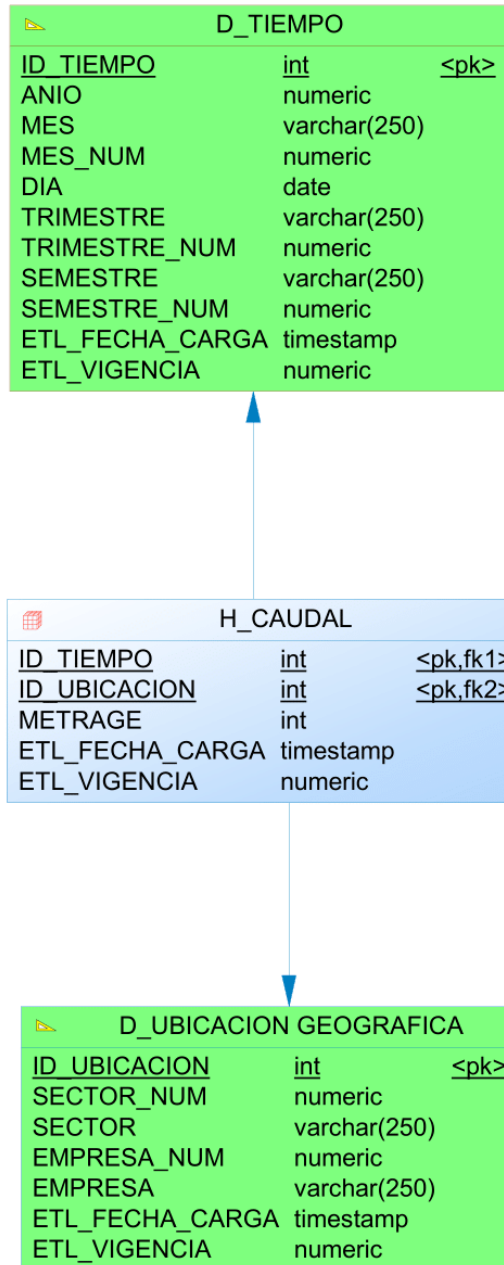 D_TIEMPO
ID_TIEMPO int <pk>
ANIO numeric
MES varchar(250)
MES_NUM numeric
DIA date
TRIMESTRE varchar(250)
TRIMESTRE_NUM numeric
SEMESTRE varchar(250)
SEMESTRE_NUM numeric
ETL_FECHA_CARGA timestamp
ETL_VIGENCIA numeric
H_CAUDAL
ID_TIEMPO int <pk,fk1>
ID_UBICACION int <pk,fk2>
METRAGE int
ETL_FECHA_CARGA timestamp
ETL_VIGENCIA numeric
D_UBICACION GEOGRAFICA
ID_UBICACION int <pk>
SECTOR_NUM numeric
SECTOR varchar(250)
EMPRESA_NUM numeric
EMPRESA varchar(250)
ETL_FECHA_CARGA timestamp
ETL_VIGENCIA numeric